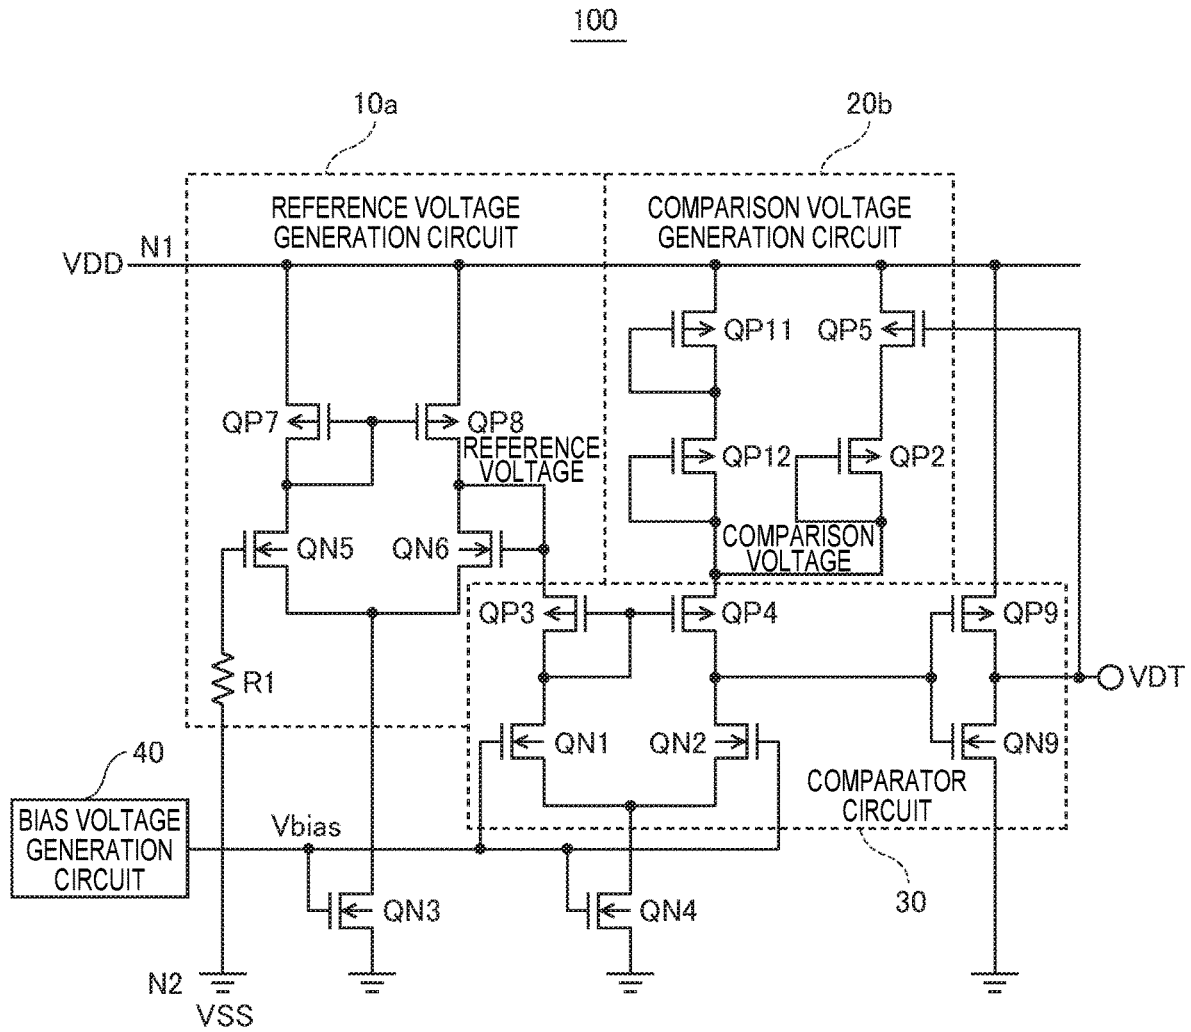 100
10a
20b
REFERENCE VOLTAGE
GENERATION CIRCUIT
COMPARISON VOLTAGE
GENERATION CIRCUIT
N1
VDD
QP11
QP5
QP7
QP8
REFERENCE
VOLTAGE
QP12
QP2
QN5
QN6
COMPARISON
VOLTAGE
QP3
QP4
QP9
R1
VDT
QN1
QN2
QN9
40
COMPARATOR
CIRCUIT
BIAS VOLTAGE
GENERATION
CIRCUIT
Vbias
QN3
QN4
30
N2
VSS